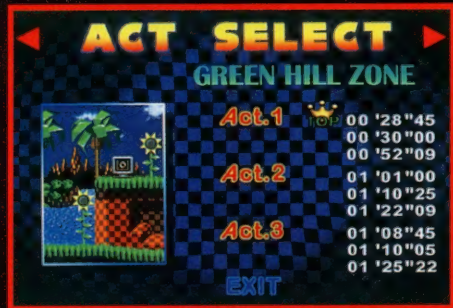 ACT SELECT
GREEN HILL ZONE
Act.1 TOP 00 '28"45
00 '30"00
00 '52"09
Act.2 01 '01"00
01 '10"25
01 '22"09
Act.3 01 '08"45
01 '10"05
01 '25"22
EXIT